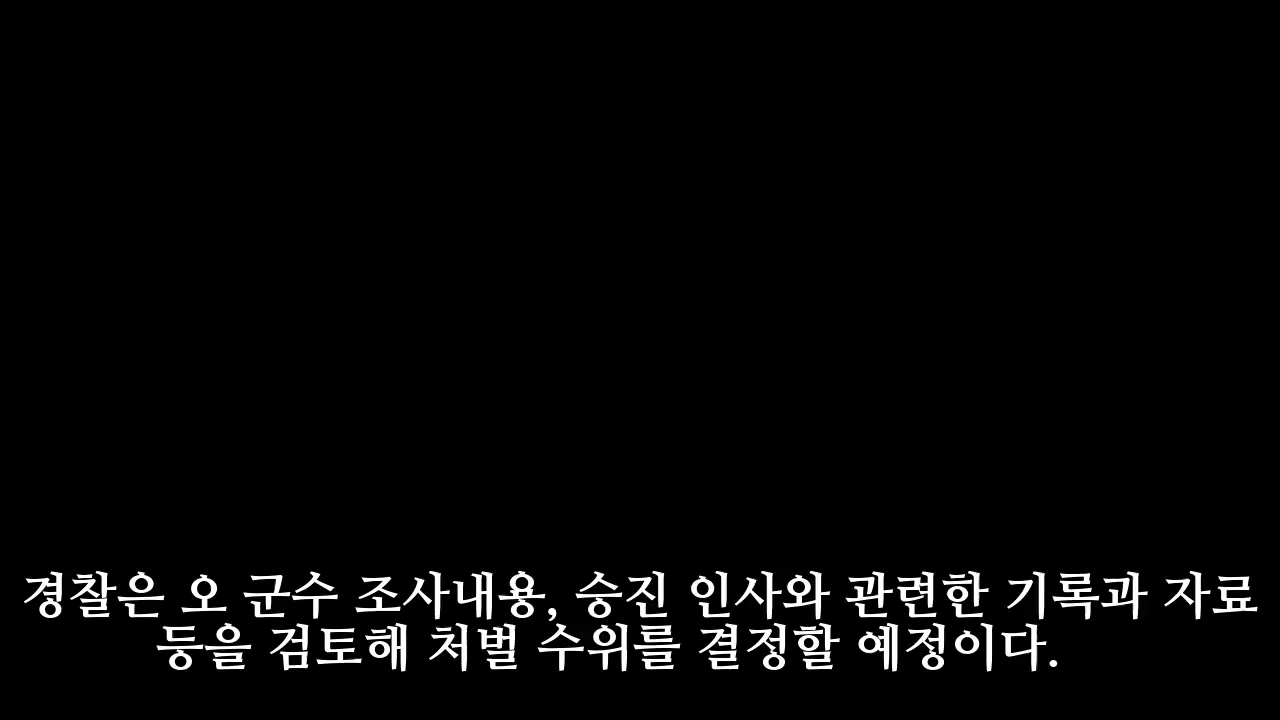 경찰은 오 군수 조사내용, 승진 인사와 관련한 기록과 자료
등을 검토해 처벌 수위를 결정할 예정이다.